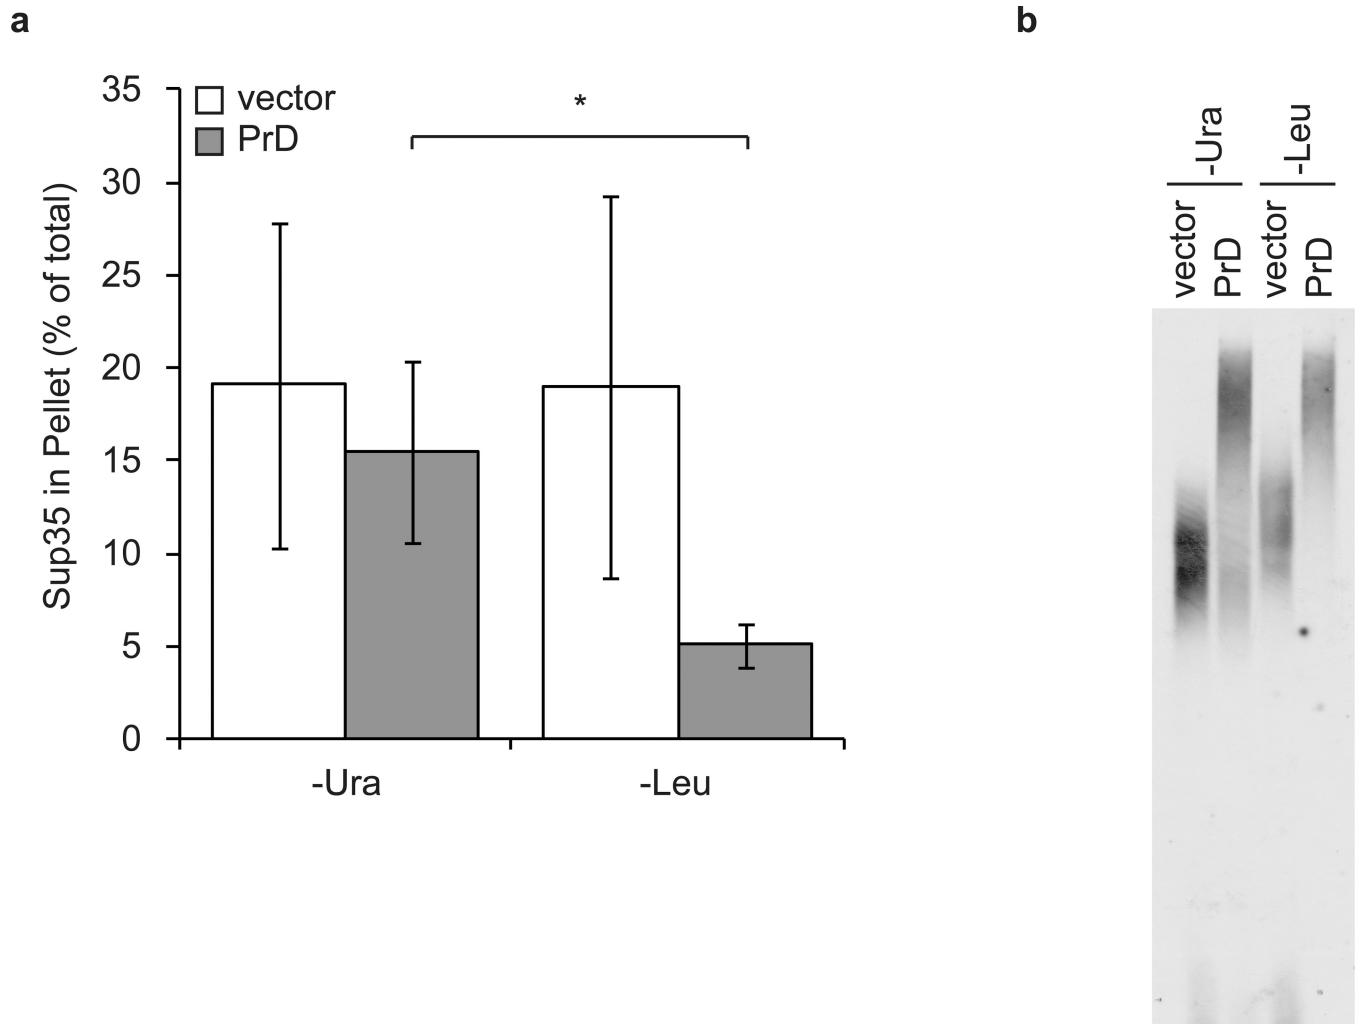 a
b
35
30
25
20
15
10
5
0
Sup35 in Pellet (% of total)
vector
PrD
*
-Ura
-Leu
-Ura
-Leu
vector
PrD
vector
PrD